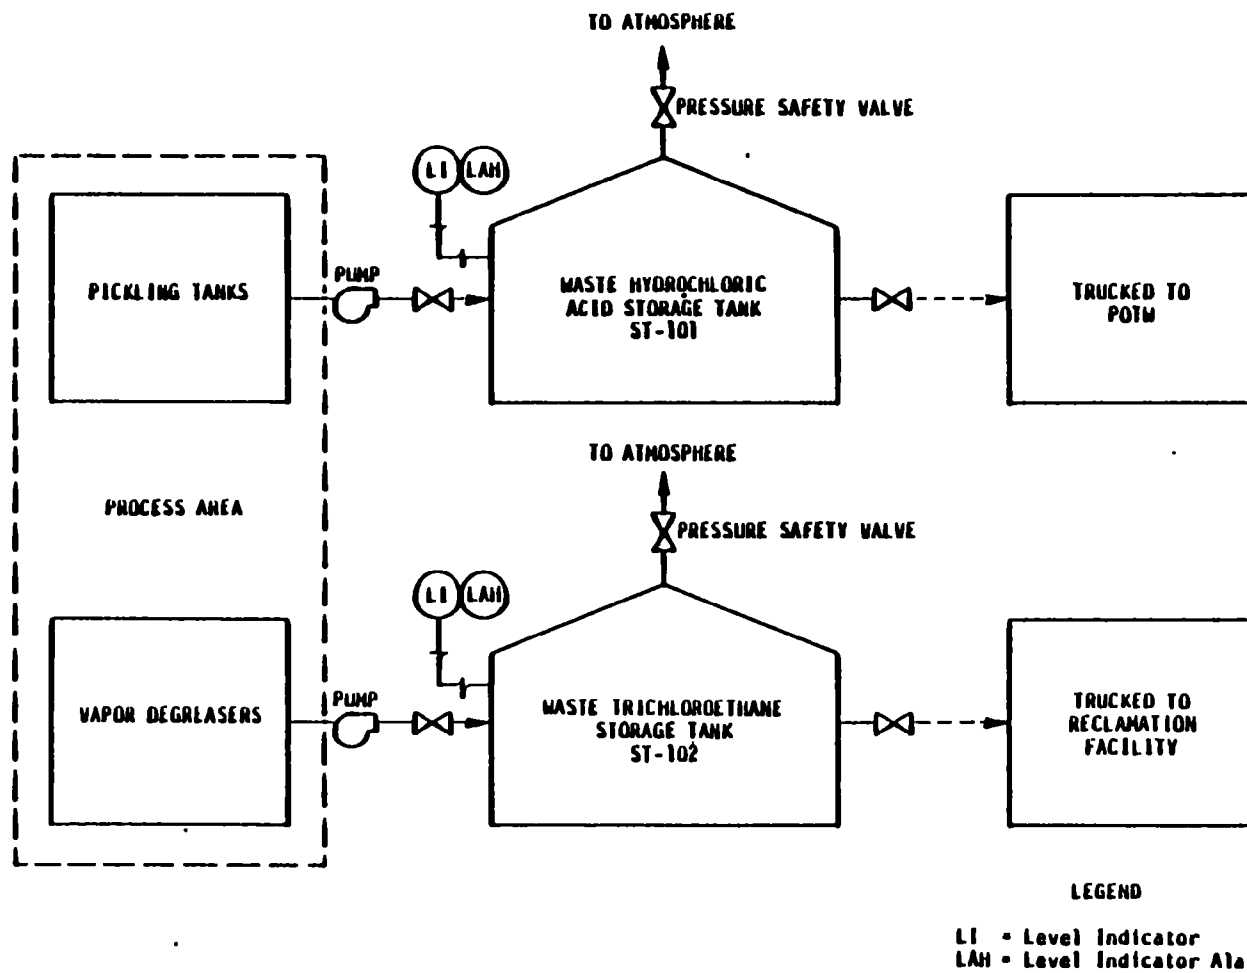 TO ATMOSPHERE
PRESSURE SAFETY VALVE
LI LAH
PUMP
PICKLING TANKS
WASTE HYDROCHLORIC
ACID STORAGE TANK
ST-101
TRUCKED TO
POTW
TO ATMOSPHERE
PROCESS AREA
PRESSURE SAFETY VALVE
LI LAH
PUMP
VAPOR DEGREASERS
WASTE TRICHLOROETHANE
STORAGE TANK
ST-102
TRUCKED TO
RECLAMATION
FACILITY
LEGEND
LI = Level Indicator
LAH = Level Indicator Ala